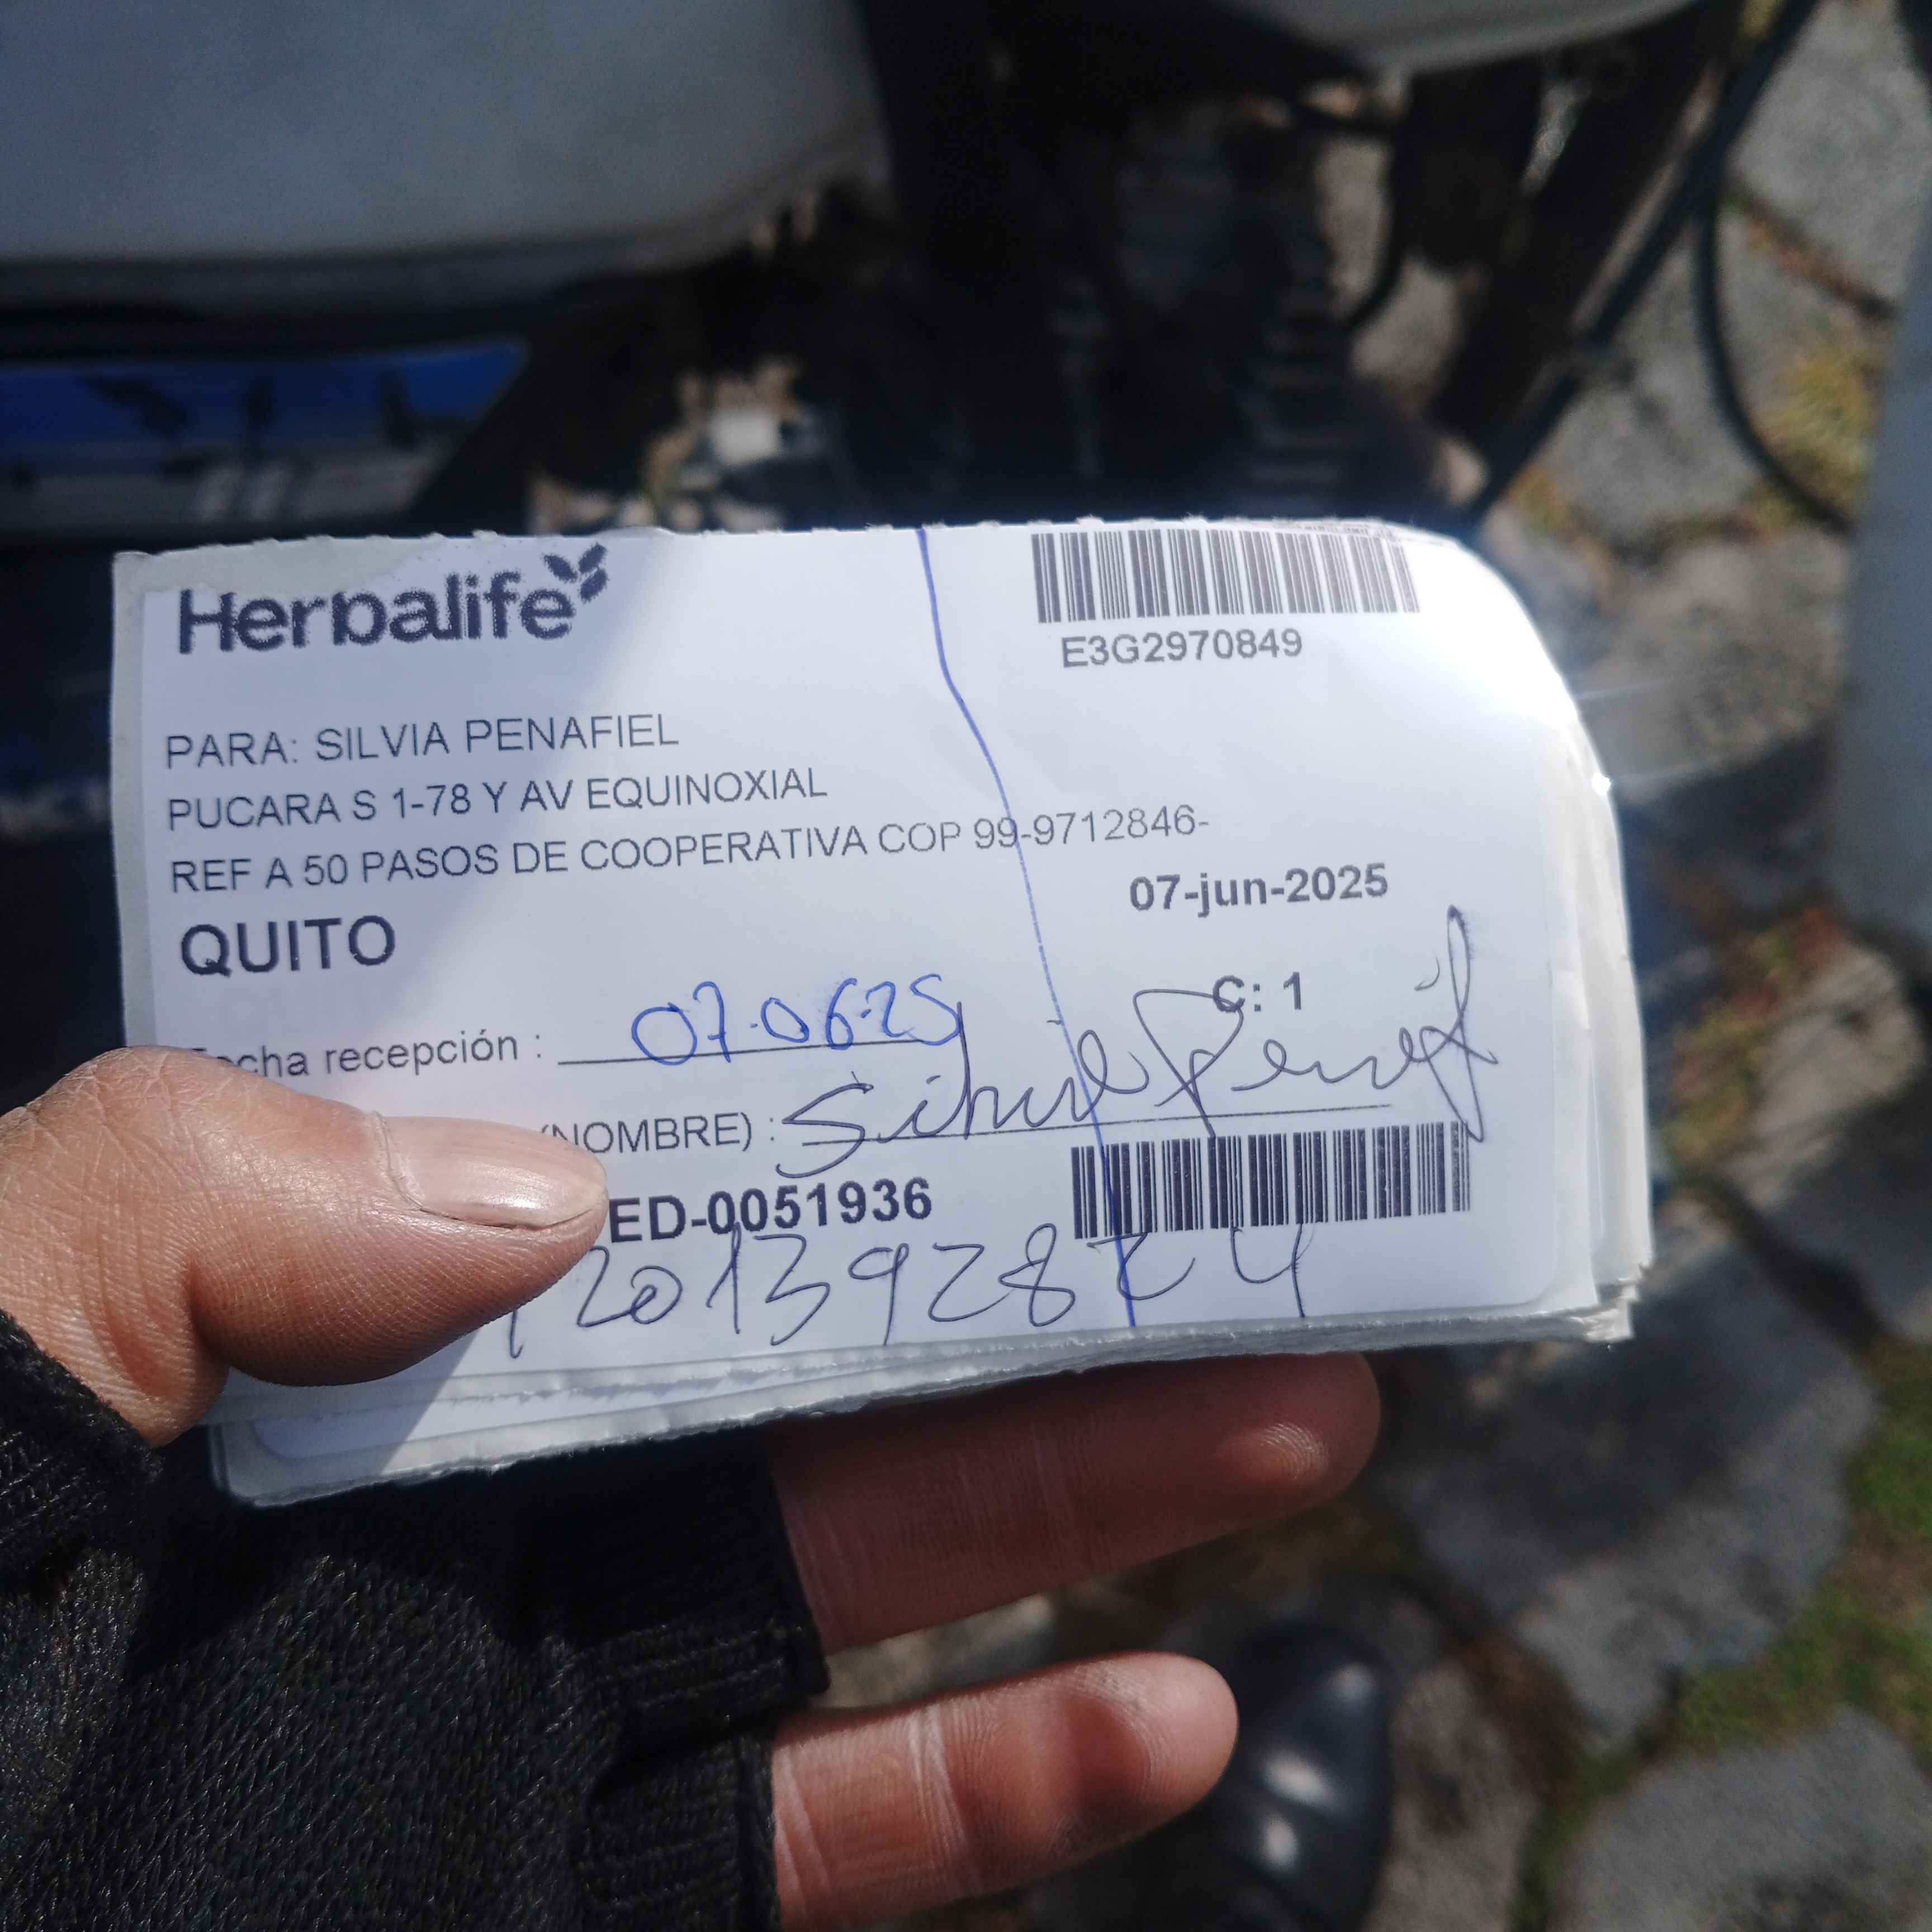 Herbalife
E3G2970849
PARA: SILVIA PENAFIEL
PUCARA S 1-78 Y AV EQUINOXIAL
REF A 50 PASOS DE COOPERATIVA COP 99-9712846-
07-jun-2025
QUITO
C: 1
recepción : 07-06-25
(NOMBRE) :
ED-0051936